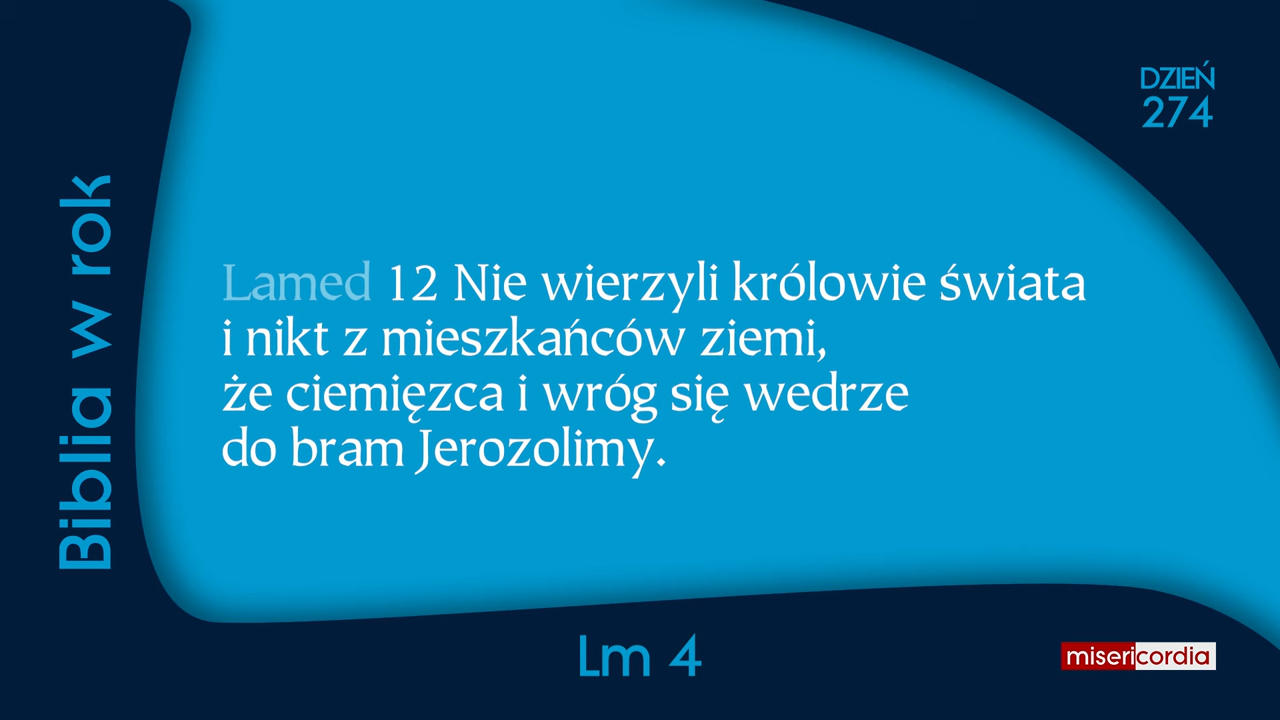 DZIEŃ
274
Biblia w rok
Lamed 12 Nie wierzyli królowie świata
i nikt z mieszkańców ziemi,
że ciemięzca i wróg się wedrze
do bram Jerozolimy.
Lm 4
misericordia